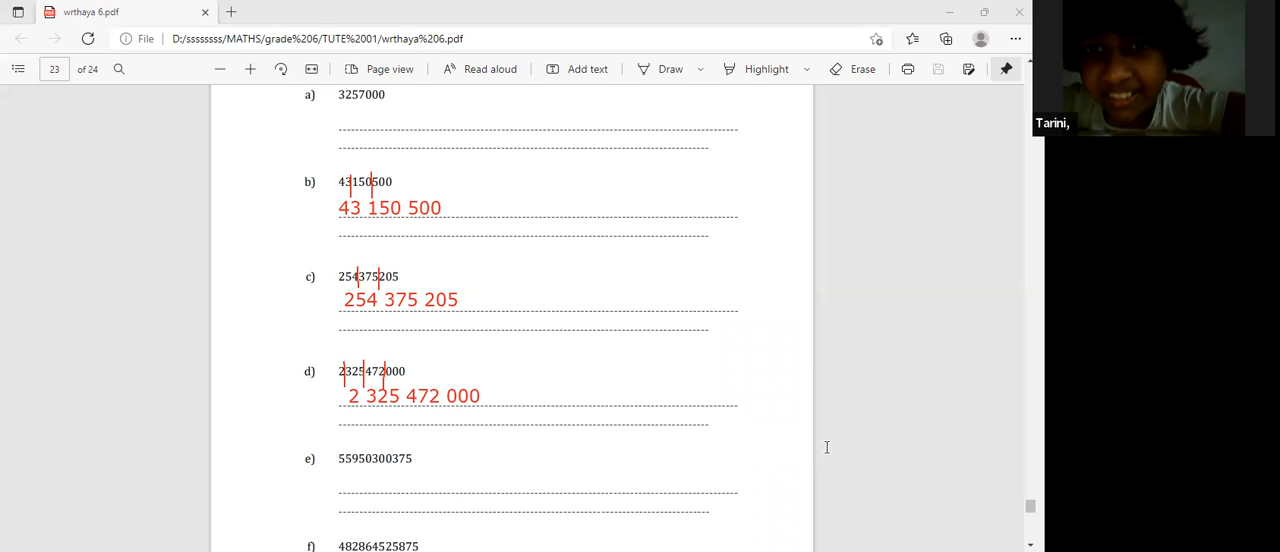 wrthaya 6.pdf
File D:/ssssssss/MATHS/grade%206/TUTE%2001/wrthaya%206.pdf
23 of 24 Page view Read aloud Add text Draw Highlight Erase
Tarini,
a) 3257000
b) 43150500
43 150 500
c) 254375205
254 375 205
d) 2325472000
2 325 472 000
e) 55950300375
f) 482864525875